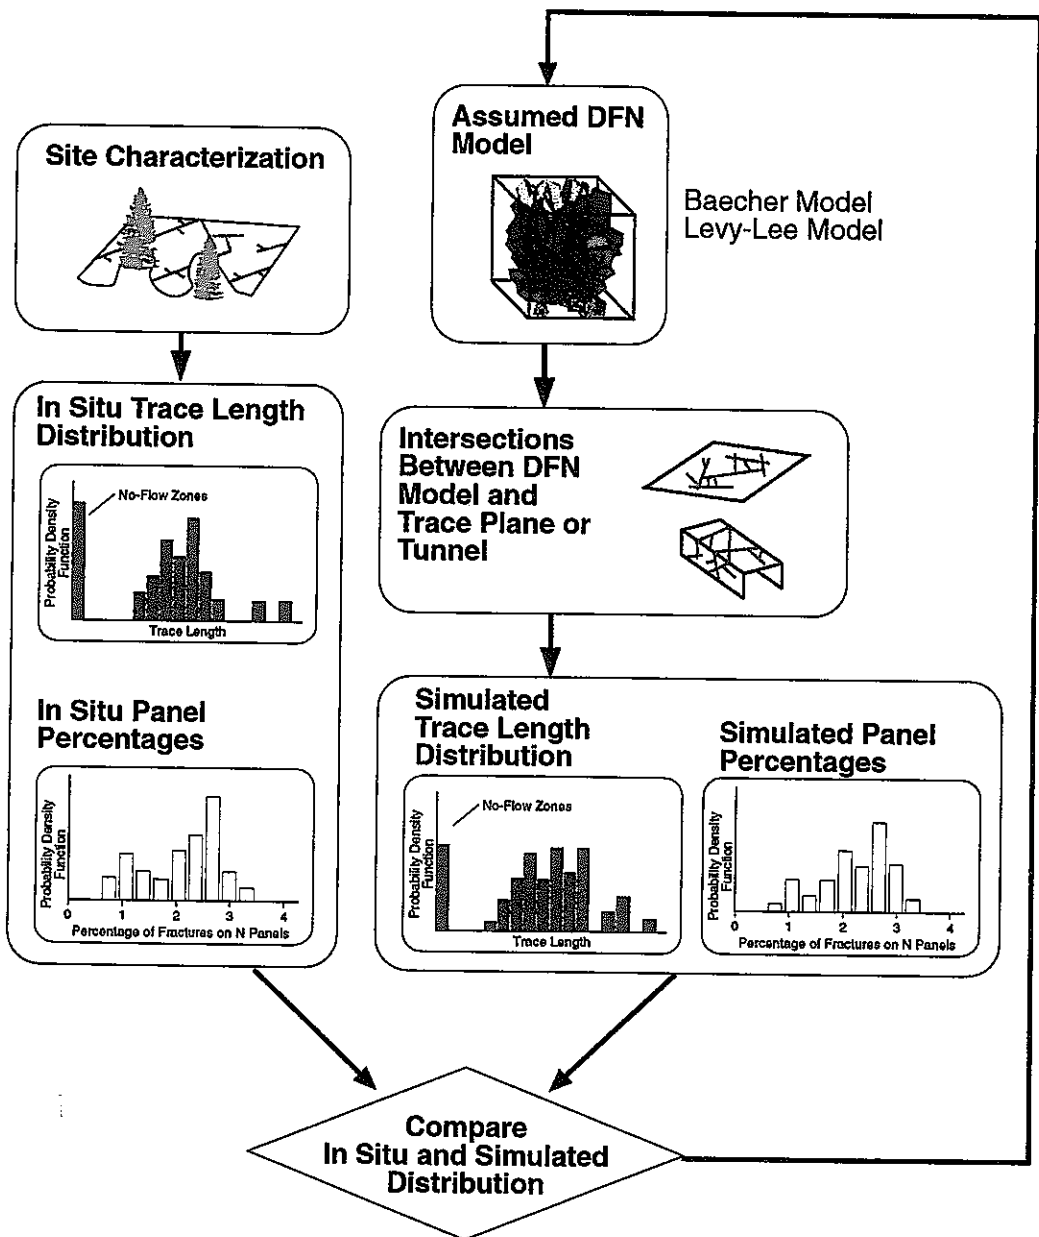 Site Characterization
In Situ Trace Length
Distribution
No-Flow Zones
Probability Density
Function
Trace Length
In Situ Panel
Percentages
Probability Density
Function
0 1 2 3 4
Percentage of Fractures on N Panels
Assumed DFN
Model
Baecher Model
Levy-Lee Model
Intersections
Between DFN
Model and
Trace Plane or
Tunnel
Simulated
Trace Length
Distribution
No-Flow Zones
Probability Density
Function
Trace Length
Simulated Panel
Percentages
Probability Density
Function
0 1 2 3 4
Percentage of Fractures on N Panels
Compare
In Situ and Simulated
Distribution